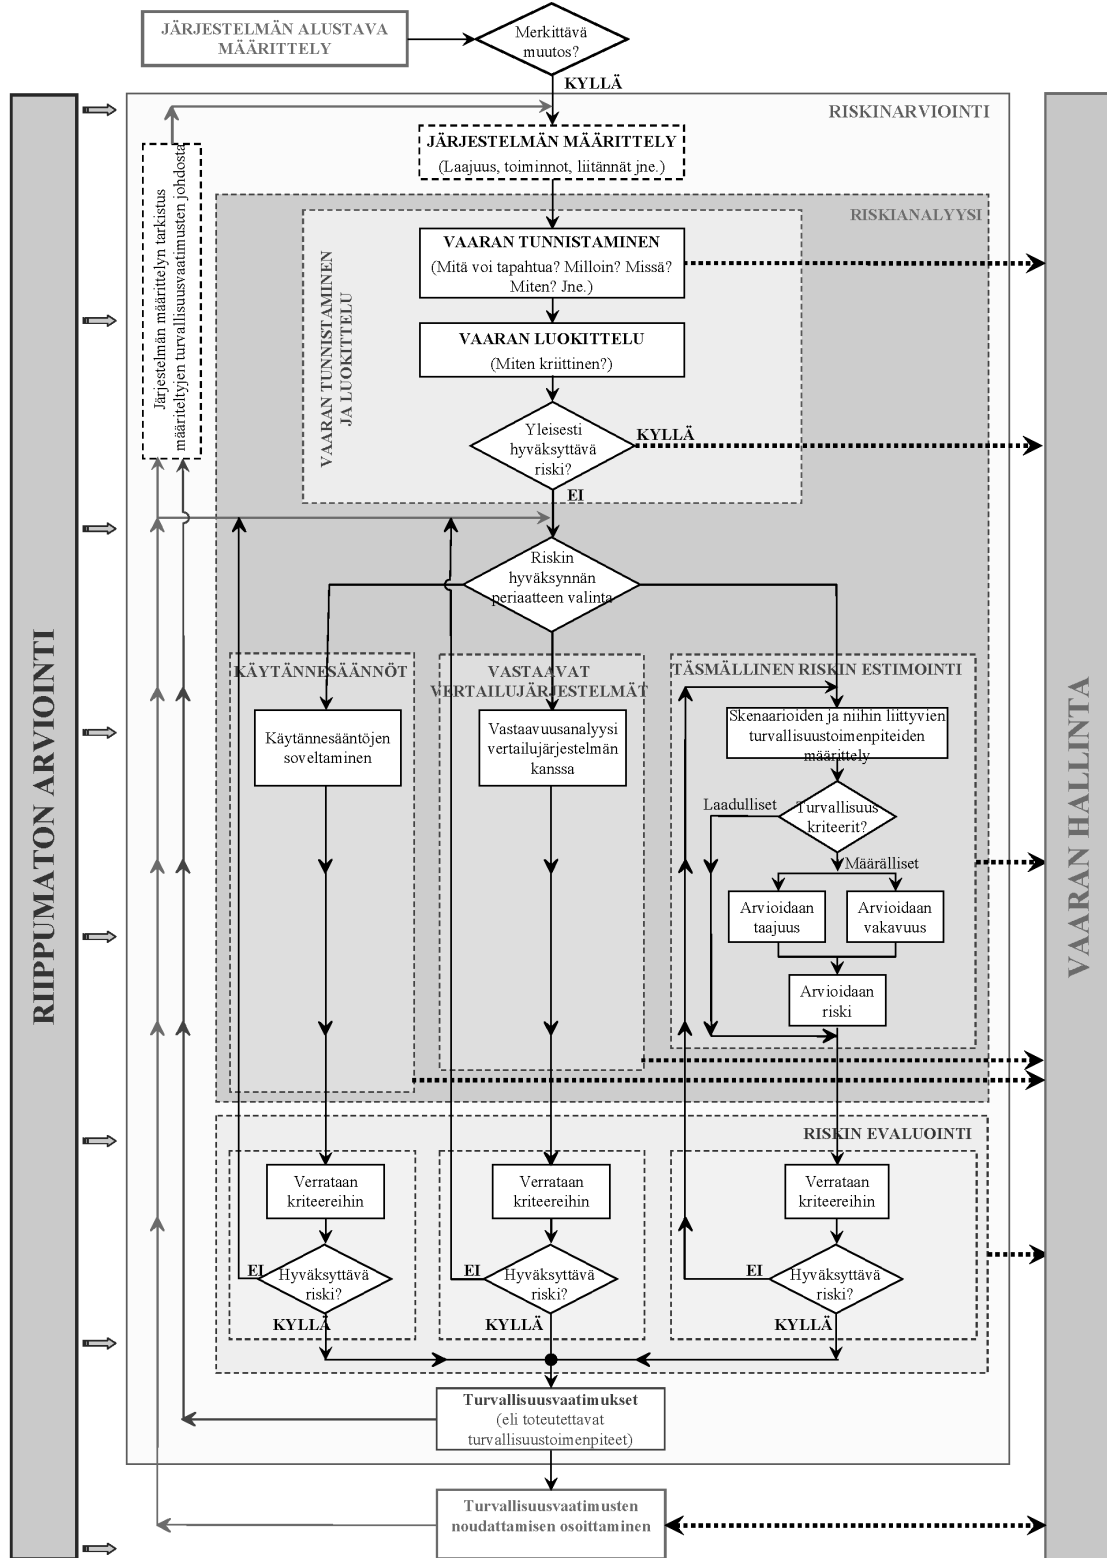 JÄRJESTELMÄN ALUSTAVA
MÄÄRITTELY
Merkittävä
muutos?
KYLLÄ
RISKINARVIOINTI
JÄRJESTELMÄN MÄÄRITTELY
(Laajuus, toiminnot, liitännät jne.)
Järjestelmän määrittelyn tarkistus
määriteltyjen turvallisuusvaatimusten johdosta
RISKIANALYYSI
VAARAN TUNNISTAMINEN
JA LUOKITTELU
VAARAN TUNNISTAMINEN
(Mitä voi tapahtua? Milloin? Missä?
Miten? Jne.)
VAARAN LUOKITTELU
(Miten kriittinen?)
Yleisesti
hyväksyttävä
riski?
KYLLÄ
EI
Riskin
hyväksynnän
periaatteen valinta
RIIPPUMATON ARVIOINTI
VAARAN HALLINTA
KÄYTÄNNESÄÄNNÖT
Käytännesääntöjen
soveltaminen
VASTAAVAT
VERTAILUJÄRJESTELMÄT
Vastaavuusanalyysi
vertailujärjestelmän
kanssa
TÄSMÄLLINEN RISKIN ESTIMOINTI
Skenaarioiden ja niihin liittyvien
turvallisuustoimenpiteiden
määrittely
Laadulliset
Turvallisuus
kriteerit?
Määrälliset
Arvioidaan
taajuus
Arvioidaan
vakavuus
Arvioidaan
riski
RISKIN EVALUOINTI
Verrataan
kriteereihin
Hyväksyttävä
riski?
EI
KYLLÄ
Verrataan
kriteereihin
Hyväksyttävä
riski?
EI
KYLLÄ
Verrataan
kriteereihin
Hyväksyttävä
riski?
EI
KYLLÄ
Turvallisuusvaatimukset
(eli toteutettavat
turvallisuustoimenpiteet)
Turvallisuusvaatimusten
noudattamisen osoittaminen